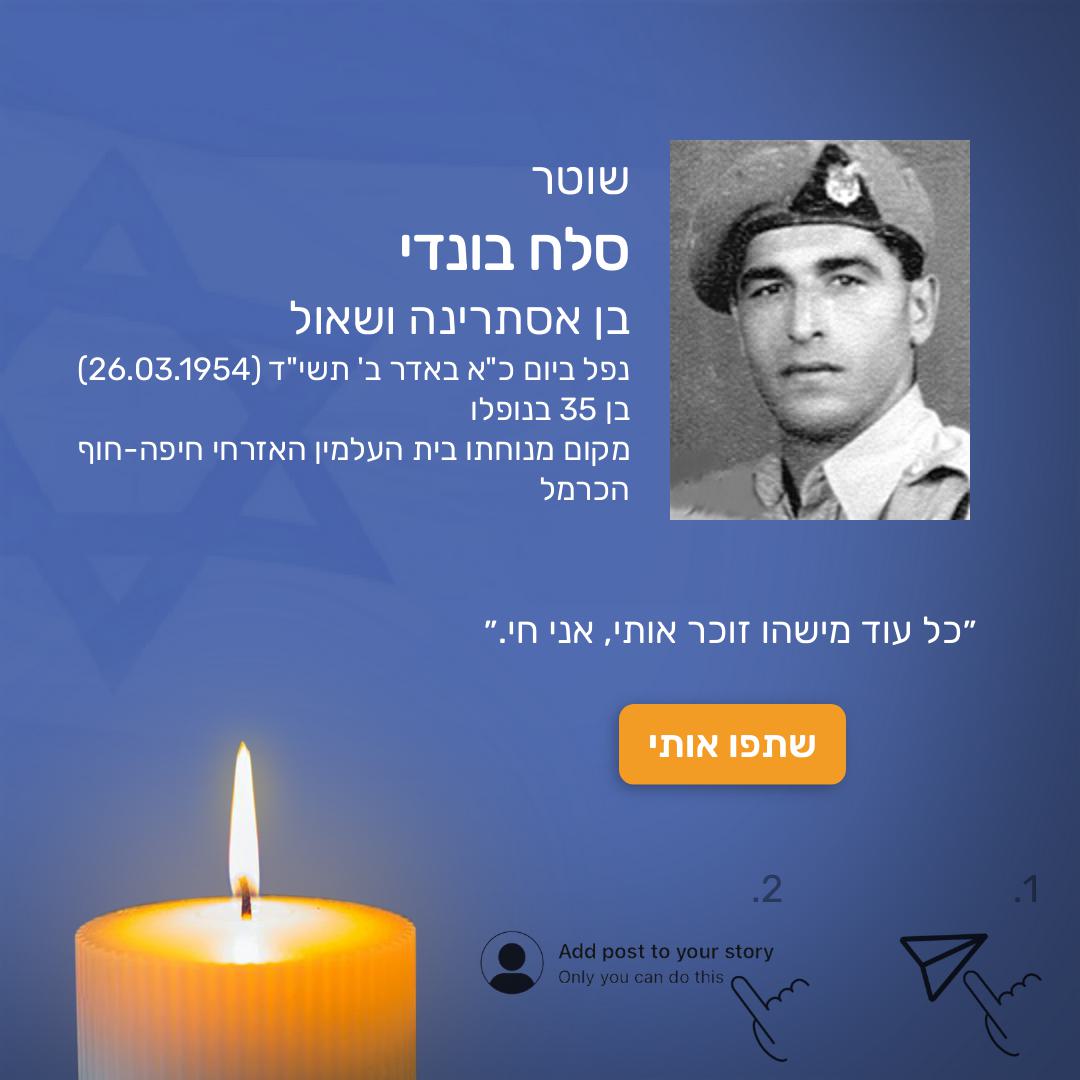 שוטר
סלח בונדי
בן אסתרינה ושאול
נפל ביום כ"א באדר ב' תשי"ד (26.03.1954)
בן 35 בנופלו
מקום מנוחתו בית העלמין האזרחי חיפה-חוף
הכרמל
״כל עוד מישהו זוכר אותי, אני חי.״
שתפו אותי
1.
2.
Add post to your story
Only you can do this